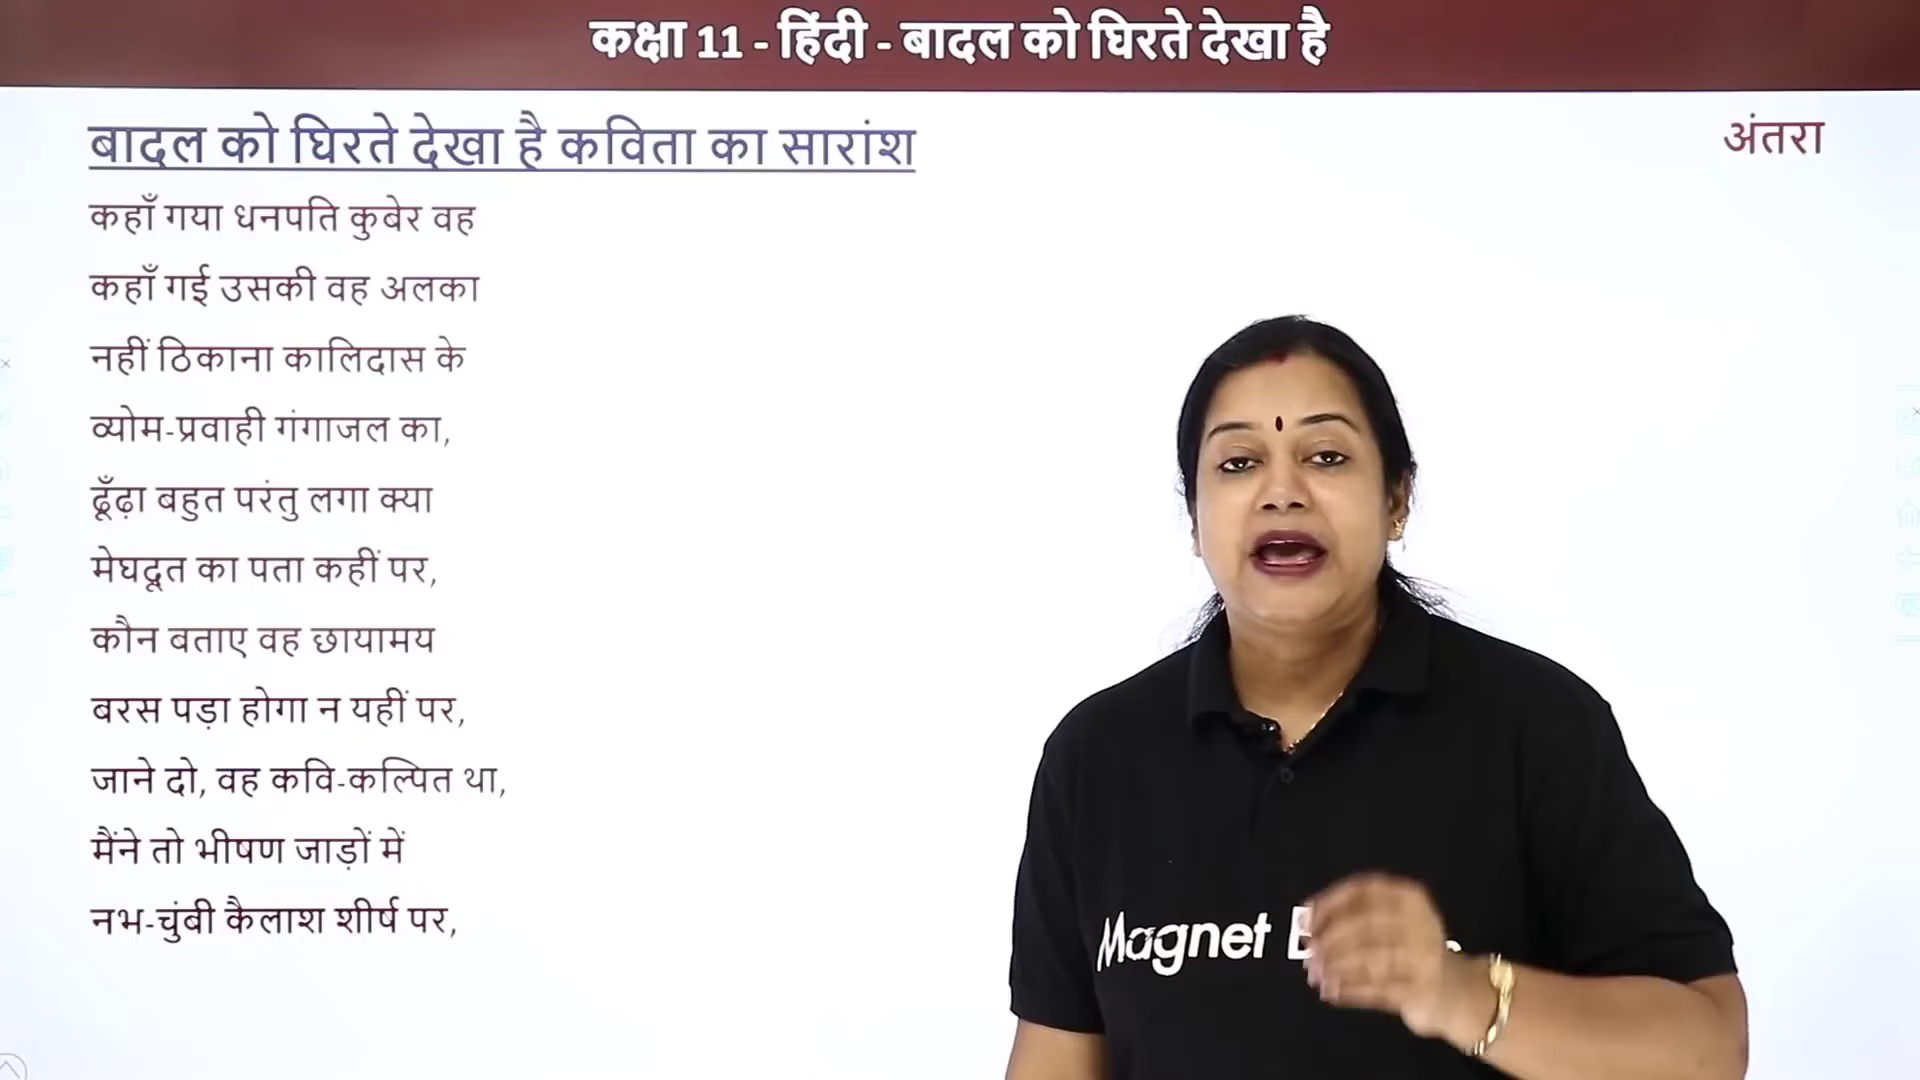 कक्षा 11 - हिंदी - बादल को घिरते देखा है
बादल को घिरते देखा है कविता का सारांश
अंतरा
कहाँ गया धनपति कुबेर वह
कहाँ गई उसकी वह अलका
नहीं ठिकाना कालिदास के
व्योम-प्रवाही गंगाजल का,
ढूँढ़ा बहुत परंतु लगा क्या
मेघदूत का पता कहीं पर,
कौन बताए वह छायामय
बरस पड़ा होगा न यहीं पर,
जाने दो, वह कवि-कल्पित था,
मैंने तो भीषण जाड़ों में
नभ-चुंबी कैलाश शीर्ष पर,
Magnet